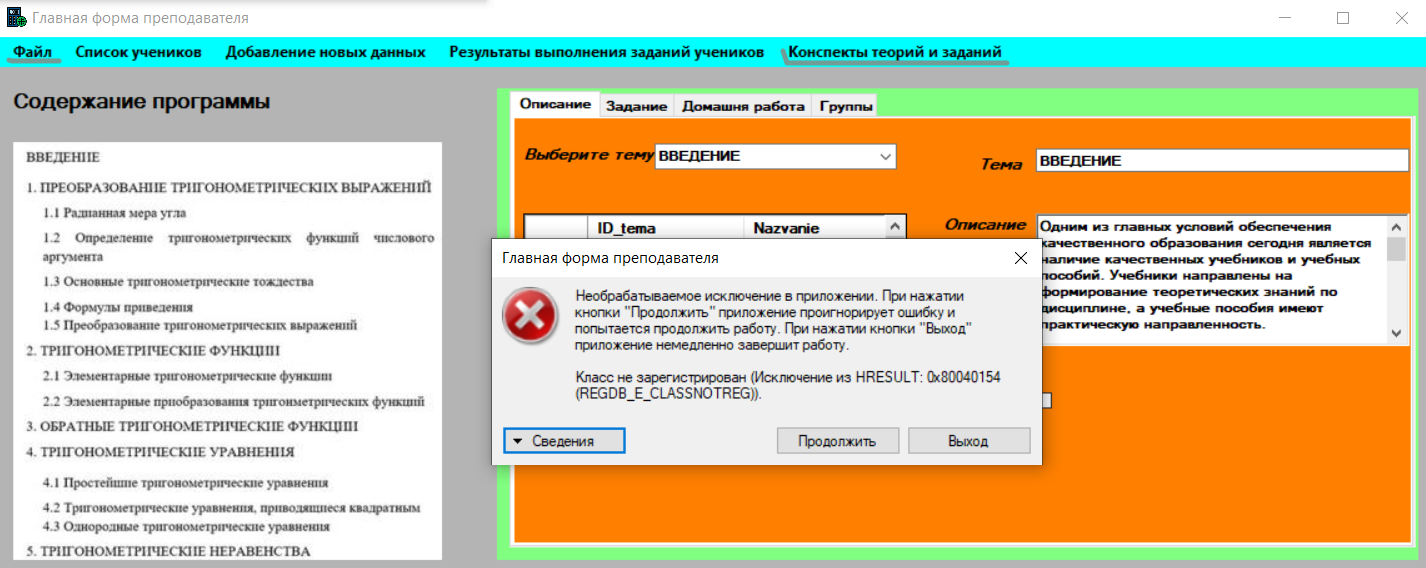 Главная форма преподавателя
Файл Список учеников Добавление новых данных Результаты выполнения заданий учеников Конспекты теорий и заданий
Содержание программы
ВВЕДЕНИЕ
1. ПРЕОБРАЗОВАНИЕ ТРИГОНОМЕТРИЧЕСКИХ ВЫРАЖЕНИЙ
1.1 Радианная мера угла
1.2 Определение тригонометрических функций числового
аргумента
1.3 Основные тригонометрические тождества
1.4 Формулы приведения
1.5 Преобразование тригонометрических выражений
2. ТРИГОНОМЕТРИЧЕСКИЕ ФУНКЦИИ
2.1 Элементарные тригонометрические функции
2.2 Элементарные приобразования тригонметрических функций
3. ОБРАТНЫЕ ТРИГОНОМЕТРИЧЕСКИЕ ФУНКЦИИ
4. ТРИГОНОМЕТРИЧЕСКИЕ УРАВНЕНИЯ
4.1 Простейшие тригонометрические уравнения
4.2 Тригонометрические уравнения, приводящиеся квадратным
4.3 Однородные тригонометрические уравнения
5. ТРИГОНОМЕТРИЧЕСКИЕ НЕРАВЕНСТВА
Описание Задание Домашня работа Группы
Выберите тему ВВЕДЕНИЕ
Тема ВВЕДЕНИЕ
ID_tema Nazvanie
Описание
Одним из главных условий обеспечения
качественного образования сегодня является
наличие качественных учебников и учебных
пособий. Учебники направлены на
формирование теоретических знаний по
дисциплине, а учебные пособия имеют
практическую направленность.
Главная форма преподавателя
Необрабатываемое исключение в приложении. При нажатии
кнопки "Продолжить" приложение проигнорирует ошибку и
попытается продолжить работу. При нажатии кнопки "Выход"
приложение немедленно завершит работу.
Класс не зарегистрирован (Исключение из HRESULT: 0x80040154
(REGDB_E_CLASSNOTREG)).
Сведения Продолжить Выход